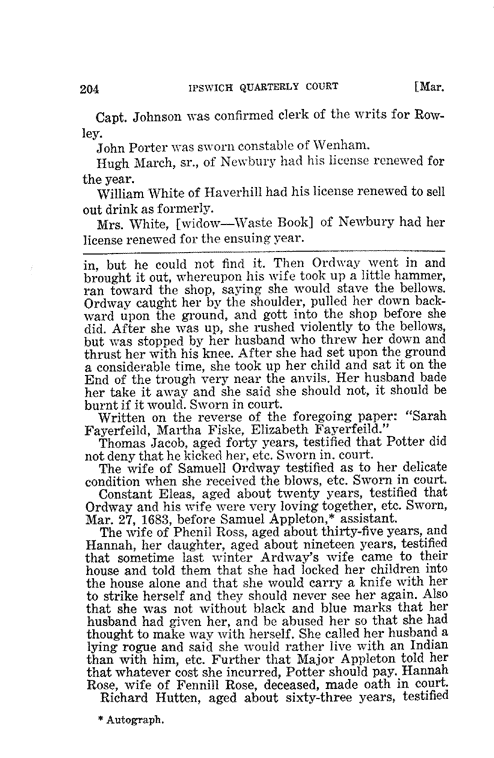 204 IPSWICH QUARTERLY COURT [Mar.
Capt. Johnson was confirmed clerk of the writs for Row-
ley.
John Porter was sworn constable of Wenham.
Hugh March, sr., of Newbury had his license renewed for
the year.
William White of Haverhill had his license renewed to sell
out drink as formerly.
Mrs. White, [widow—Waste Book] of Newbury had her
license renewed for the ensuing year.
in, but he could not find it. Then Ordway went in and
brought it out, whereupon his wife took up a little hammer,
ran toward the shop, saying she would stave the bellows.
Ordway caught her by the shoulder, pulled her down back-
ward upon the ground, and gott into the shop before she
did. After she was up, she rushed violently to the bellows,
but was stopped by her husband who threw her down and
thrust her with his knee. After she had set upon the ground
a considerable time, she took up her child and sat it on the
End of the trough very near the anvils. Her husband bade
her take it away and she said she should not, it should be
burnt if it would. Sworn in court.
Written on the reverse of the foregoing paper: "Sarah
Fayerfeild, Martha Fiske, Elizabeth Fayerfeild."
Thomas Jacob, aged forty years, testified that Potter did
not deny that he kicked her, etc. Sworn in. court.
The wife of Samuell Ordway testified as to her delicate
condition when she received the blows, etc. Sworn in court.
Constant Eleas, aged about twenty years, testified that
Ordway and his wife were very loving together, etc. Sworn,
Mar. 27, 1683, before Samuel Appleton,* assistant.
The wife of Phenil Ross, aged about thirty-five years, and
Hannah, her daughter, aged about nineteen years, testified
that sometime last winter Ardway's wife came to their
house and told them that she had locked her children into
the house alone and that she would carry a knife with her
to strike herself and they should never see her again. Also
that she was not without black and blue marks that her
husband had given her, and be abused her so that she had
thought to make way with herself. She called her husband a
lying rogue and said she would rather live with an Indian
than with him, etc. Further that Major Appleton told her
that whatever cost she incurred, Potter should pay. Hannah
Rose, wife of Fennill Rose, deceased, made oath in court.
Richard Hutten, aged about sixty-three years, testified
* Autograph.